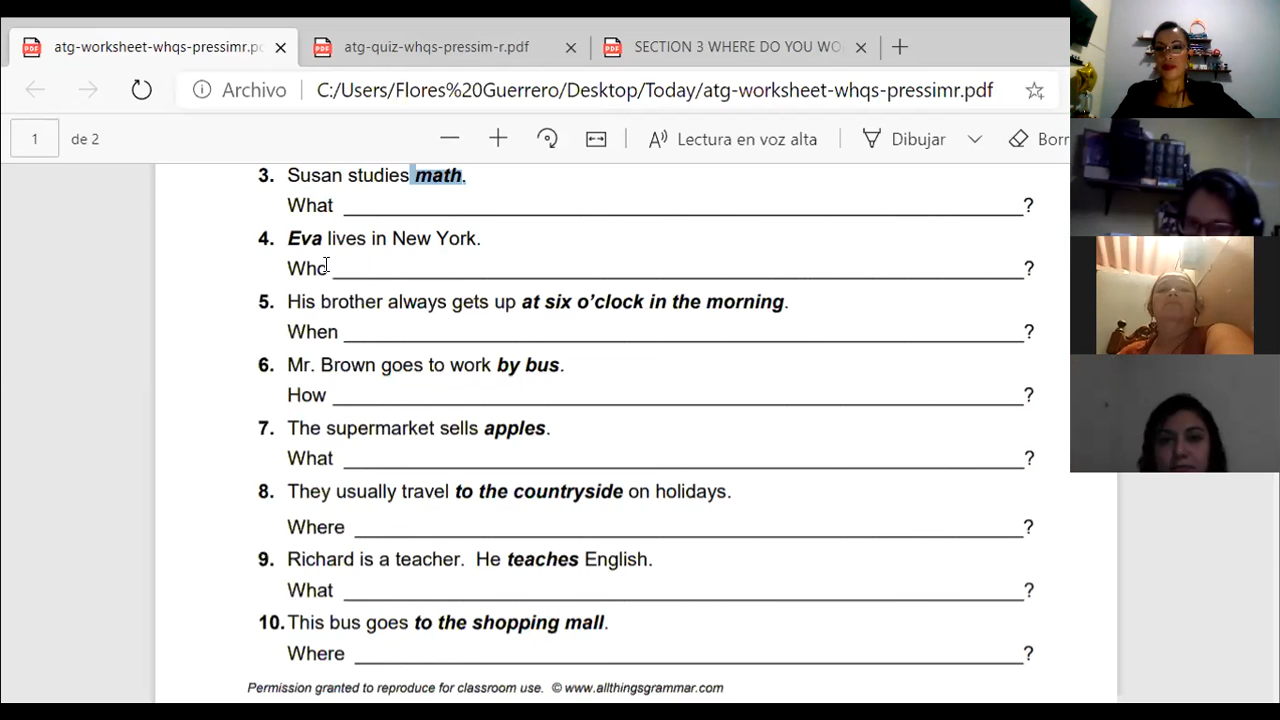 atg-worksheet-whqs-pressimr.pd
atg-quiz-whqs-pressim-r.pdf
SECTION 3 WHERE DO YOU WO
Archivo
C:/Users/Flores%20Guerrero/Desktop/Today/atg-worksheet-whqs-pressimr.pdf
1 de 2
Lectura en voz alta
Dibujar
Borr
3. Susan studies math.
What ?
4. Eva lives in New York.
Who ?
5. His brother always gets up at six o'clock in the morning.
When ?
6. Mr. Brown goes to work by bus.
How ?
7. The supermarket sells apples.
What ?
8. They usually travel to the countryside on holidays.
Where ?
9. Richard is a teacher. He teaches English.
What ?
10. This bus goes to the shopping mall.
Where ?
Permission granted to reproduce for classroom use. © www.allthingsgrammar.com